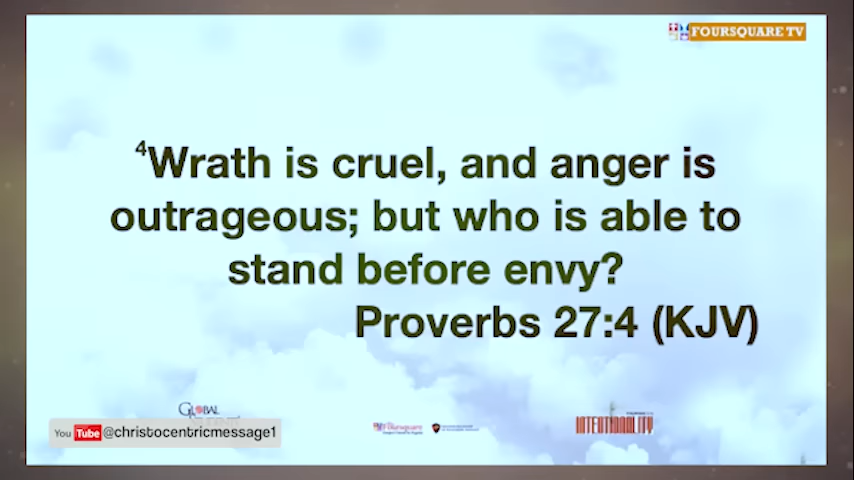 FOURSQUARE TV
4Wrath is cruel, and anger is
outrageous; but who is able to
stand before envy?
Proverbs 27:4 (KJV)
GLOBAL
YouTube @christocentricmessage1
Foursquare
INTENTIONALITY